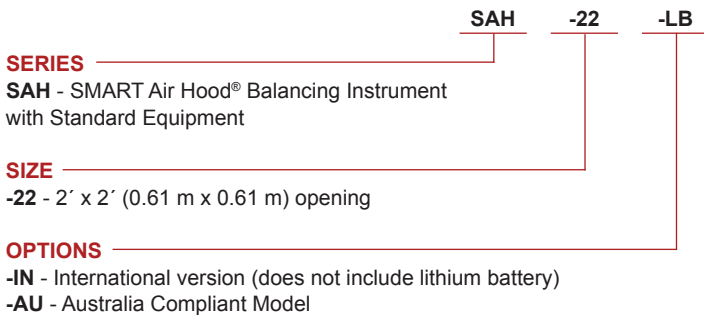 SAH -22 -LB
SERIES
SAH - SMART Air Hood® Balancing Instrument
with Standard Equipment
SIZE
-22 - 2´ x 2´ (0.61 m x 0.61 m) opening
OPTIONS
-IN - International version (does not include lithium battery)
-AU - Australia Compliant Model